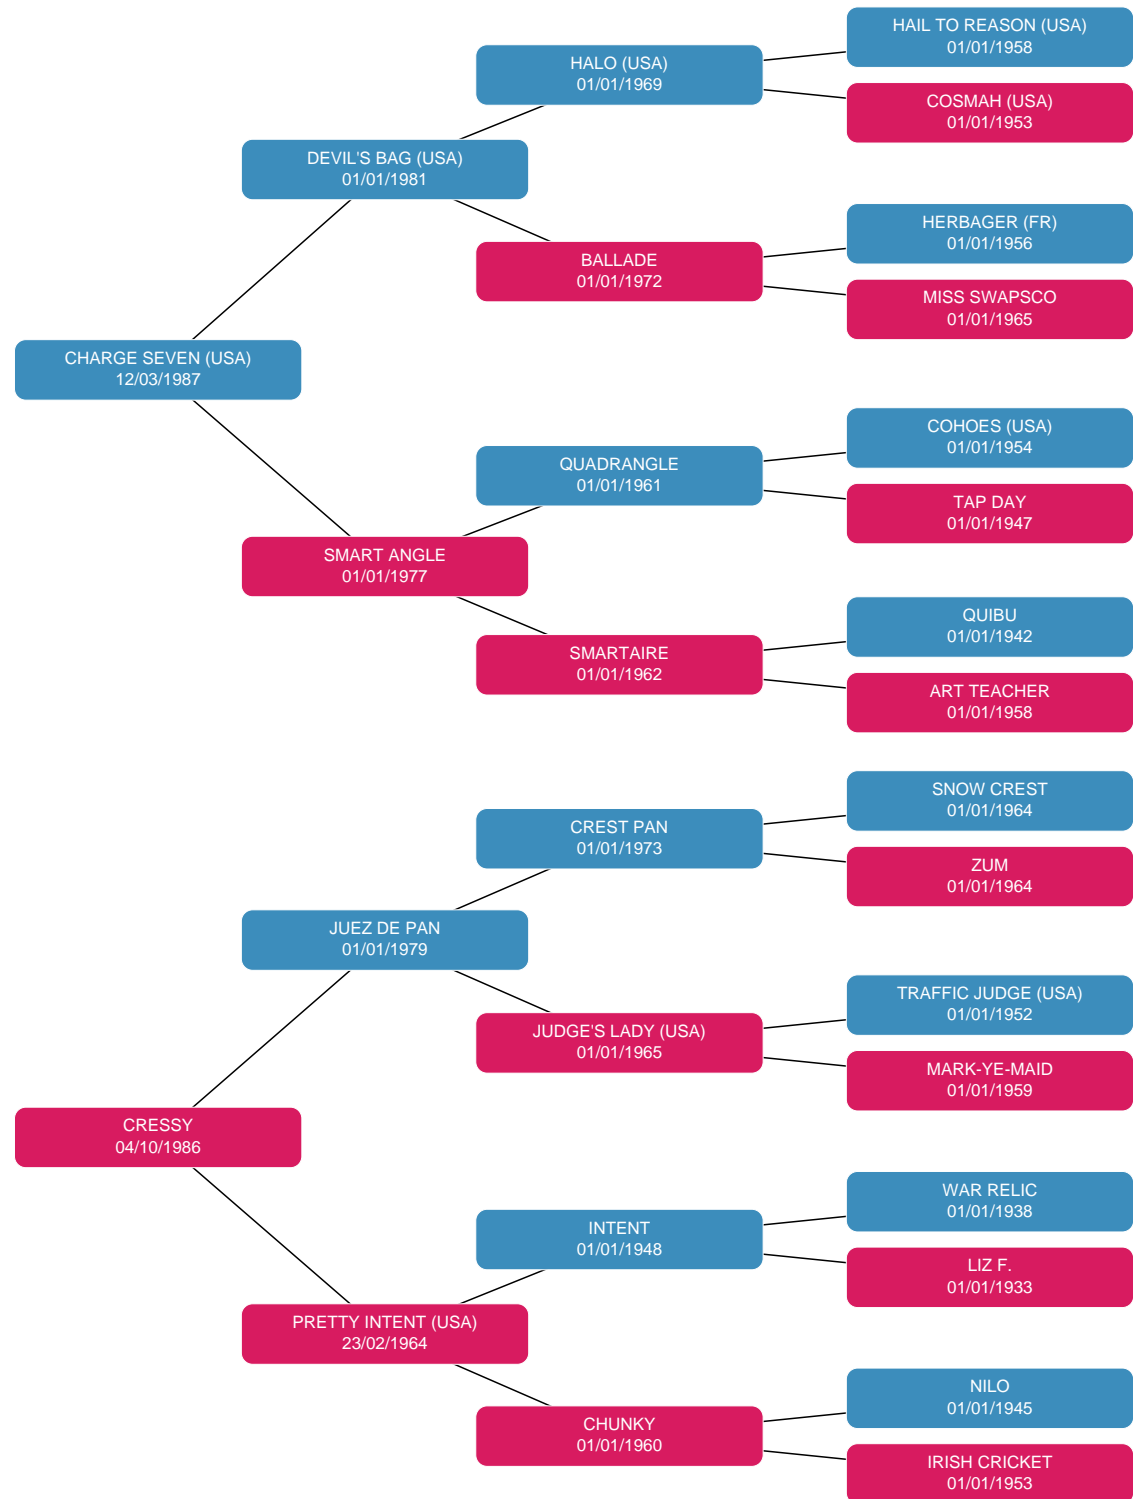 HAIL TO REASON (USA)
01/01/1958
HALO (USA)
01/01/1969
COSMAH (USA)
01/01/1953
DEVIL'S BAG (USA)
01/01/1981
HERBAGER (FR)
01/01/1956
BALLADE
01/01/1972
MISS SWAPSCO
01/01/1965
CHARGE SEVEN (USA)
12/03/1987
COHOES (USA)
01/01/1954
QUADRANGLE
01/01/1961
TAP DAY
01/01/1947
SMART ANGLE
01/01/1977
QUIBU
01/01/1942
SMARTAIRE
01/01/1962
ART TEACHER
01/01/1958
SNOW CREST
01/01/1964
CREST PAN
01/01/1973
ZUM
01/01/1964
JUEZ DE PAN
01/01/1979
TRAFFIC JUDGE (USA)
01/01/1952
JUDGE'S LADY (USA)
01/01/1965
MARK-YE-MAID
01/01/1959
CRESSY
04/10/1986
WAR RELIC
01/01/1938
INTENT
01/01/1948
LIZ F.
01/01/1933
PRETTY INTENT (USA)
23/02/1964
NILO
01/01/1945
CHUNKY
01/01/1960
IRISH CRICKET
01/01/1953